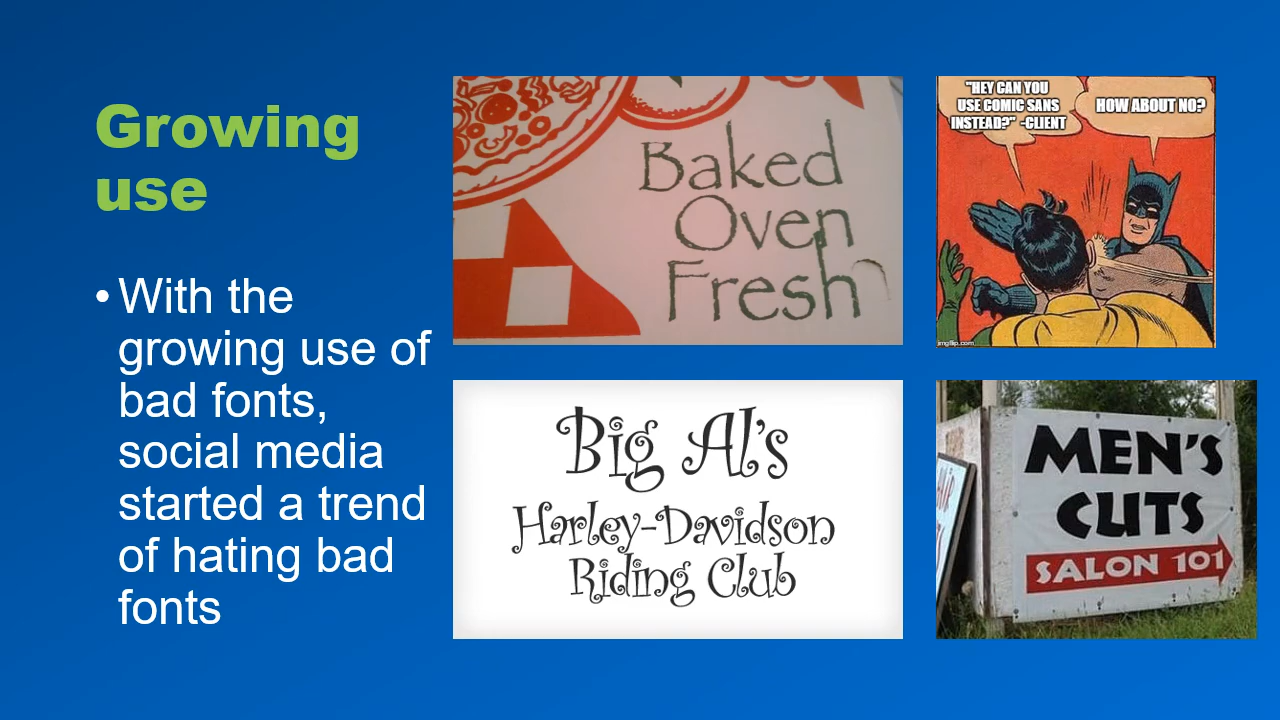 Growing
use
• With the
growing use of
bad fonts,
social media
started a trend
of hating bad
fonts
Baked
Oven
Fresh
"HEY CAN YOU
USE COMIC SANS
INSTEAD?" -CLIENT
HOW ABOUT NO?
imgflip.com
Big Al's
Harley-Davidson
Riding Club
MEN'S
CUTS
SALON 101